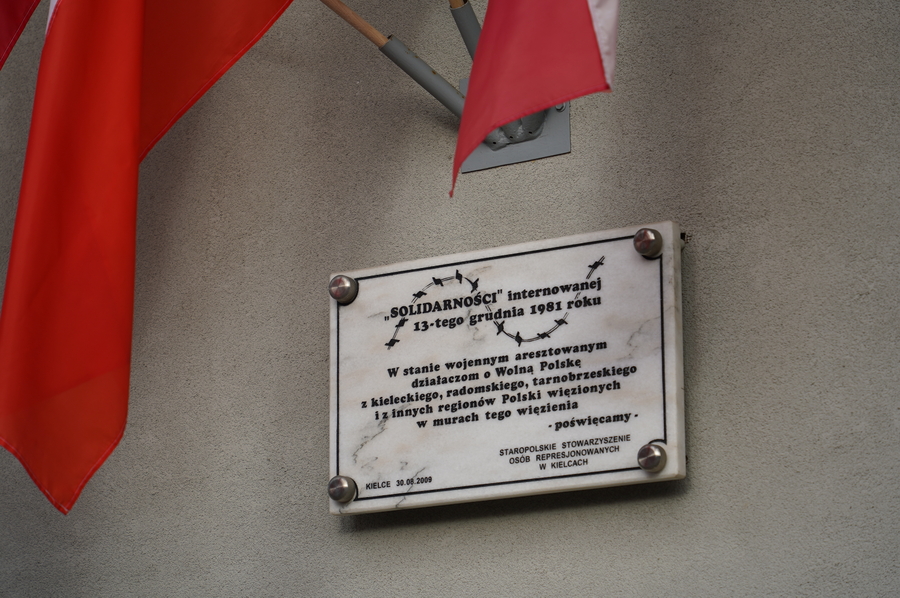 „SOLIDARNOŚCI" internowanej
13-tego grudnia 1981 roku
W stanie wojennym aresztowanym
działaczom o Wolną Polskę
z kieleckiego, radomskiego, tarnobrzeskiego
i z innych regionów Polski więzionych
w murach tego więzienia
- poświęcamy -
STAROPOLSKIE STOWARZYSZENIE
OSÓB REPRESJONOWANYCH
W KIELCACH
KIELCE 30.08.2009